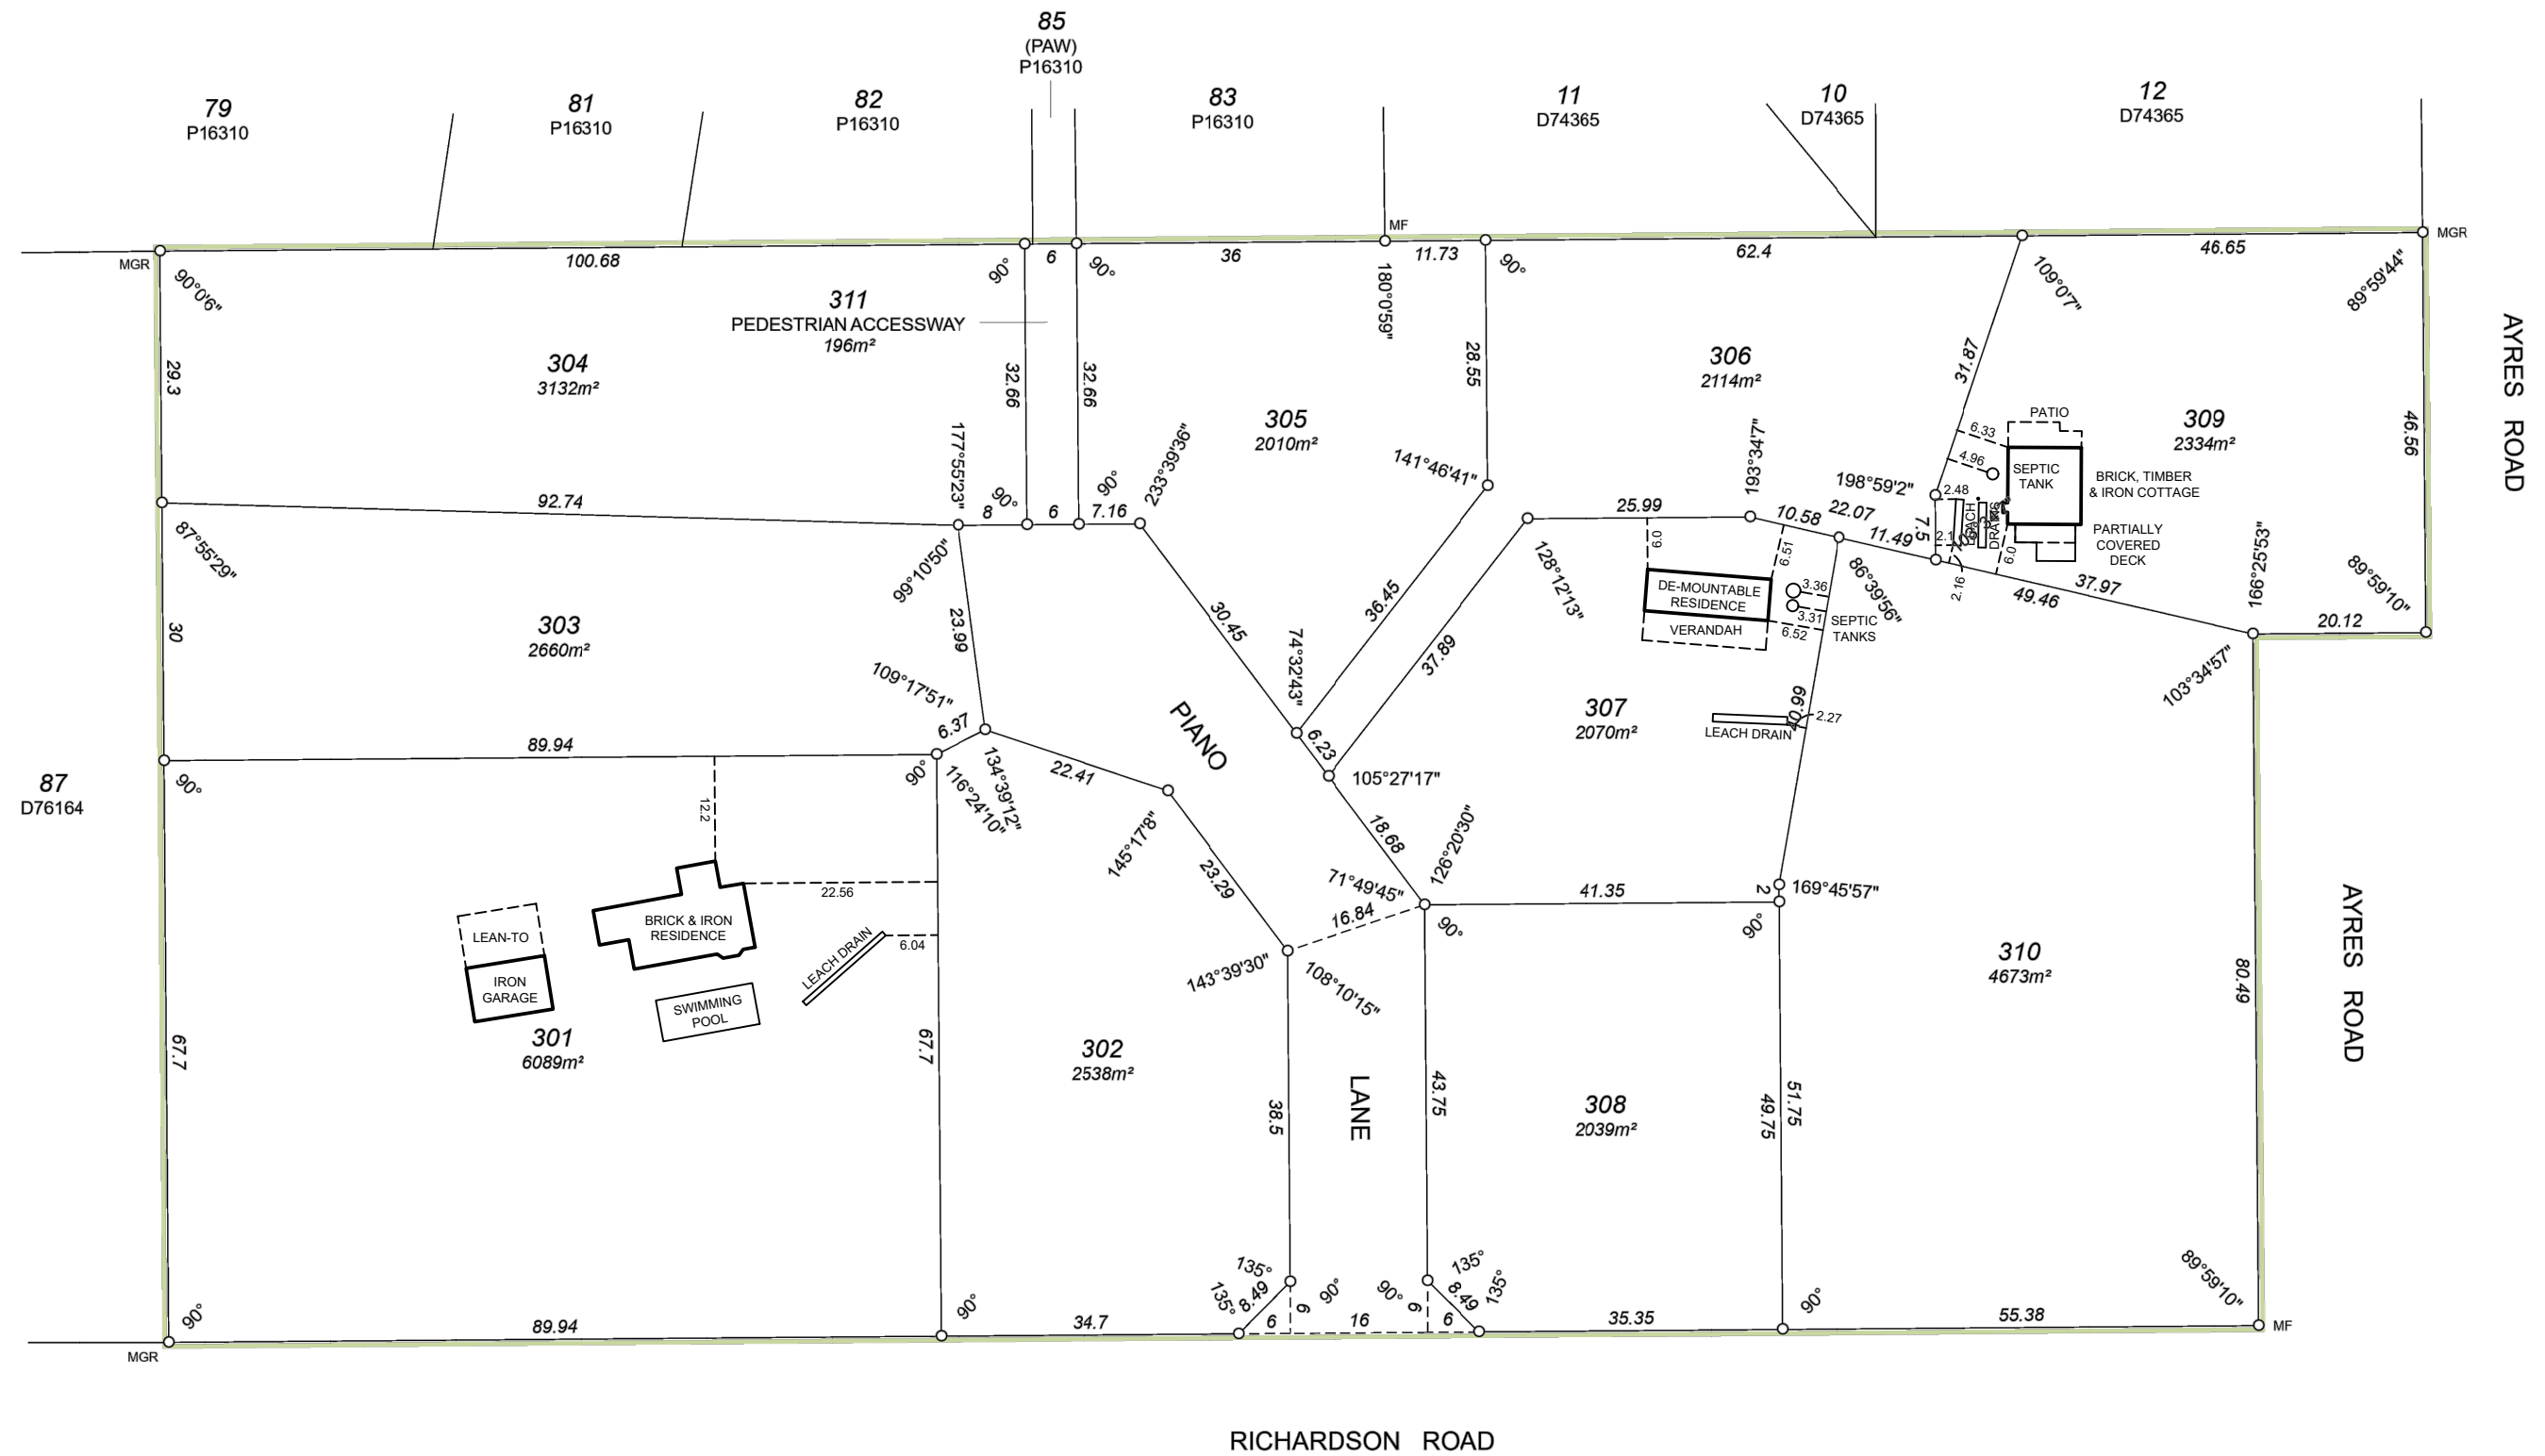 85
(PAW)
P16310
79
P16310
81
P16310
82
P16310
83
P16310
11
D74365
10
D74365
12
D74365
MGR
MF
MGR
100.68
6
36
11.73
62.4
46.65
90°0'6"
90°
90°
180°0'59"
90°
109°0'7"
89°59'44"
311
PEDESTRIAN ACCESSWAY
196m²
304
3132m²
29.3
32.66
32.66
28.55
305
2010m²
306
2114m²
31.87
309
2334m²
46.56
AYRES ROAD
PATIO
6.33
4.96
SEPTIC
TANK
BRICK, TIMBER
& IRON COTTAGE
PARTIALLY
COVERED
DECK
2.48
LEACH
DRAINS
7.5
6.0
2.16
177°55'23"
90°
90°
233°39'36"
141°46'41"
193°34'7"
198°59'2"
92.74
8
6
7.16
25.99
10.58
22.07
11.49
37.97
49.46
166°25'53"
89°59'10"
20.12
87°55'29"
99°10'50"
30
303
2660m²
23.99
30.45
36.45
37.89
128°12'13"
6.0
6.51
DE-MOUNTABLE
RESIDENCE
VERANDAH
3.36
3.31
6.52
SEPTIC
TANKS
86°39'56"
103°34'57"
109°17'51"
6.37
74°32'43"
6.23
105°27'17"
PIANO
LANE
307
2070m²
LEACH DRAIN
2.27
40.99
87
D76164
89.94
90°
90°
116°24'10"
134°39'12"
22.41
145°17'8"
23.29
18.68
126°20'30"
71°49'45"
16.84
41.35
2
169°45'57"
12.2
22.56
BRICK & IRON
RESIDENCE
LEAN-TO
IRON
GARAGE
SWIMMING
POOL
LEACH DRAIN
6.04
143°39'30"
108°10'15"
90°
90°
310
4673m²
80.49
AYRES ROAD
301
6089m²
67.7
67.7
302
2538m²
38.5
43.75
308
2039m²
49.75
51.75
90°
90°
135°
135°
8.49
6
6
90°
90°
6
6
8.49
135°
135°
90°
89°59'10"
89.94
34.7
16
35.35
55.38
MGR
MF
RICHARDSON ROAD